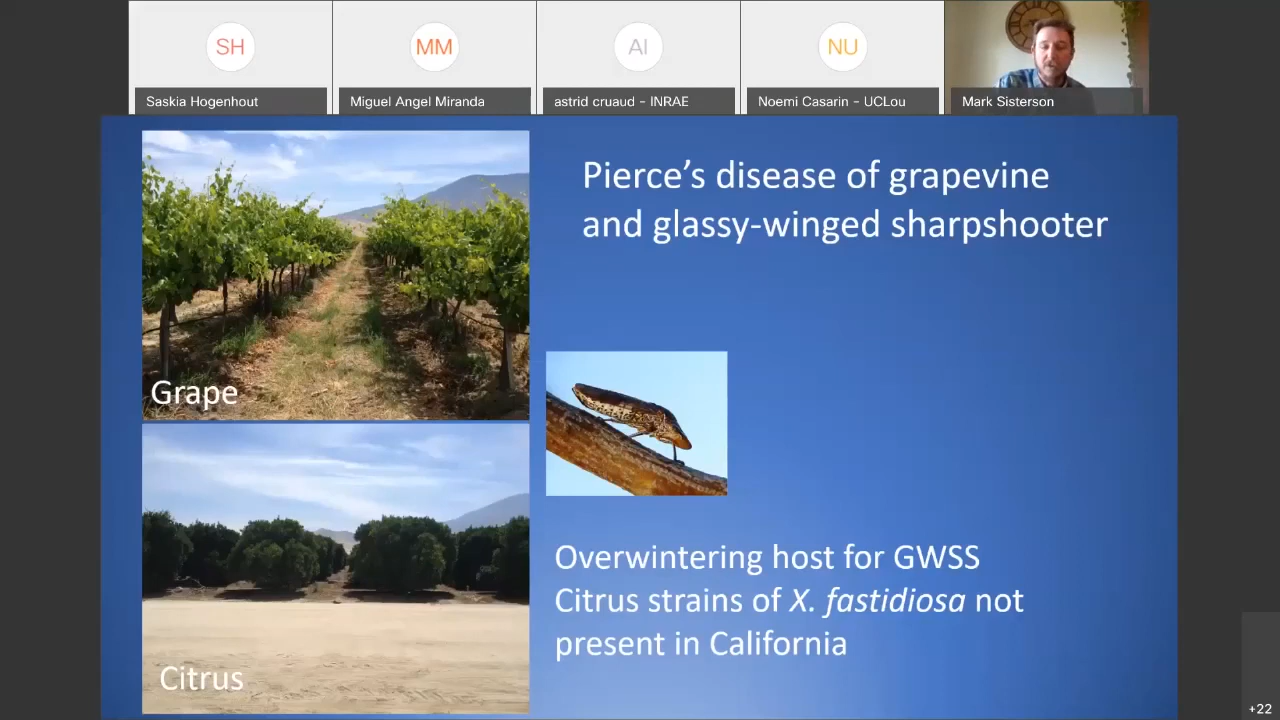 SH
MM
AI
NU
Saskia Hogenhout
Miguel Angel Miranda
astrid cruaud - INRAE
Noemi Casarin - UCLou
Mark Sisterson
Pierce’s disease of grapevine
and glassy-winged sharpshooter
Grape
Overwintering host for GWSS
Citrus strains of X. fastidiosa not
present in California
Citrus
+22